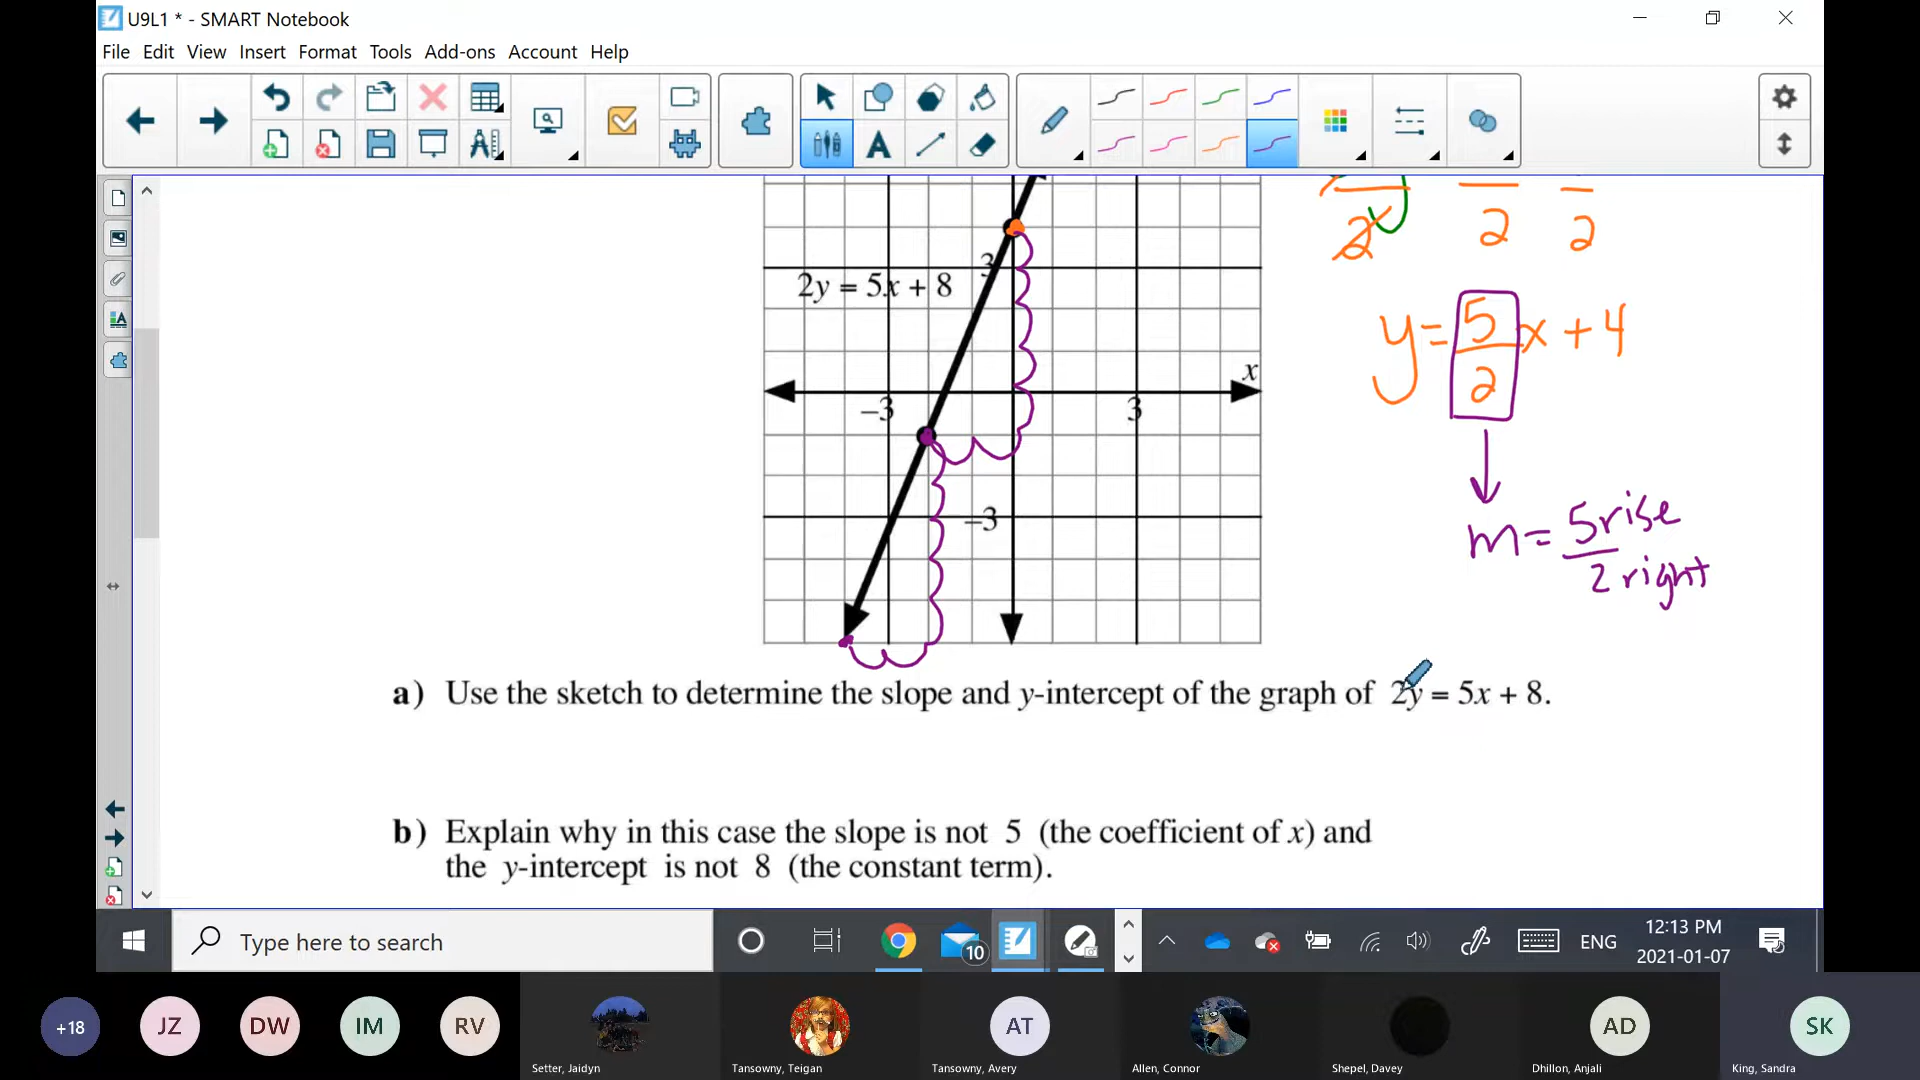 U9L1 * - SMART Notebook
File Edit View Insert Format Tools Add-ons Account Help
2 2 2
3
2y = 5x + 8
y = 5/2 x + 4
x
-3 3
-3
m = 5 rise
2 right
a) Use the sketch to determine the slope and y-intercept of the graph of 2y = 5x + 8.
b) Explain why in this case the slope is not 5 (the coefficient of x) and
the y-intercept is not 8 (the constant term).
Type here to search
10
ENG
12:13 PM
2021-01-07
+18 JZ DW IM RV AT AD SK
Setter, Jaidyn Tansowny, Teigan Tansowny, Avery Allen, Connor Shepel, Davey Dhillon, Anjali King, Sandra